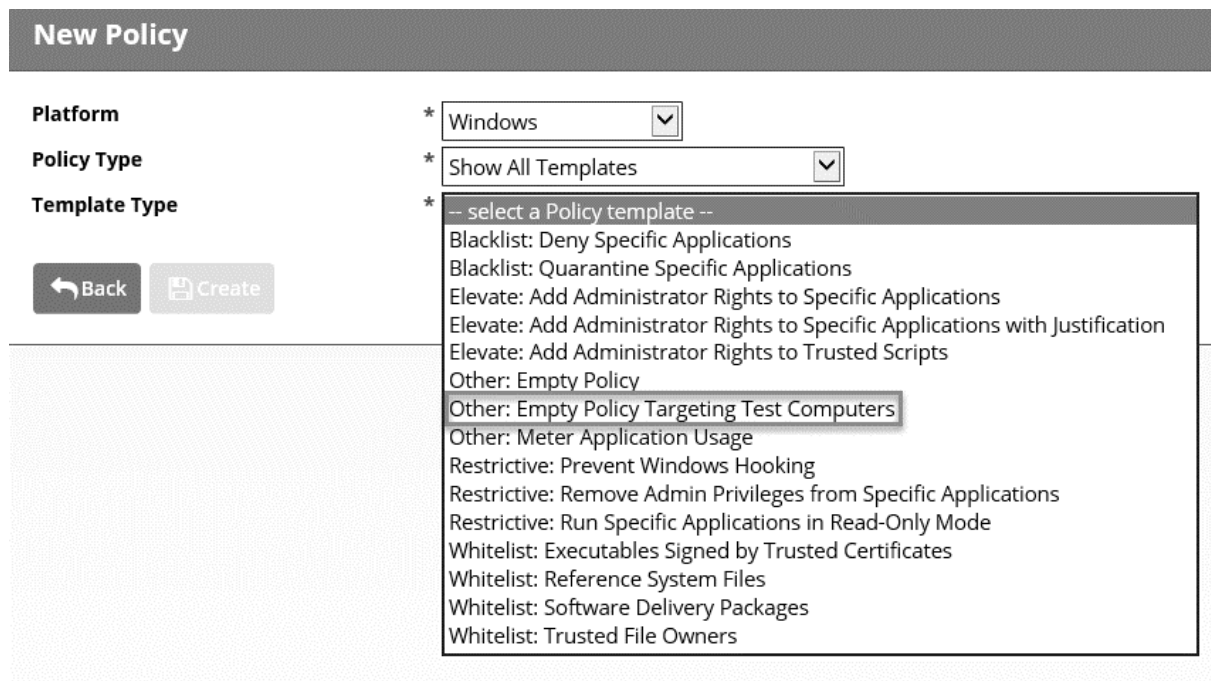 New Policy
Platform * Windows
Policy Type * Show All Templates
Template Type * -- select a Policy template --
Blacklist: Deny Specific Applications
Blacklist: Quarantine Specific Applications
Elevate: Add Administrator Rights to Specific Applications
Elevate: Add Administrator Rights to Specific Applications with Justification
Elevate: Add Administrator Rights to Trusted Scripts
Other: Empty Policy
Other: Empty Policy Targeting Test Computers
Other: Meter Application Usage
Restrictive: Prevent Windows Hooking
Restrictive: Remove Admin Privileges from Specific Applications
Restrictive: Run Specific Applications in Read-Only Mode
Whitelist: Executables Signed by Trusted Certificates
Whitelist: Reference System Files
Whitelist: Software Delivery Packages
Whitelist: Trusted File Owners
Back Create